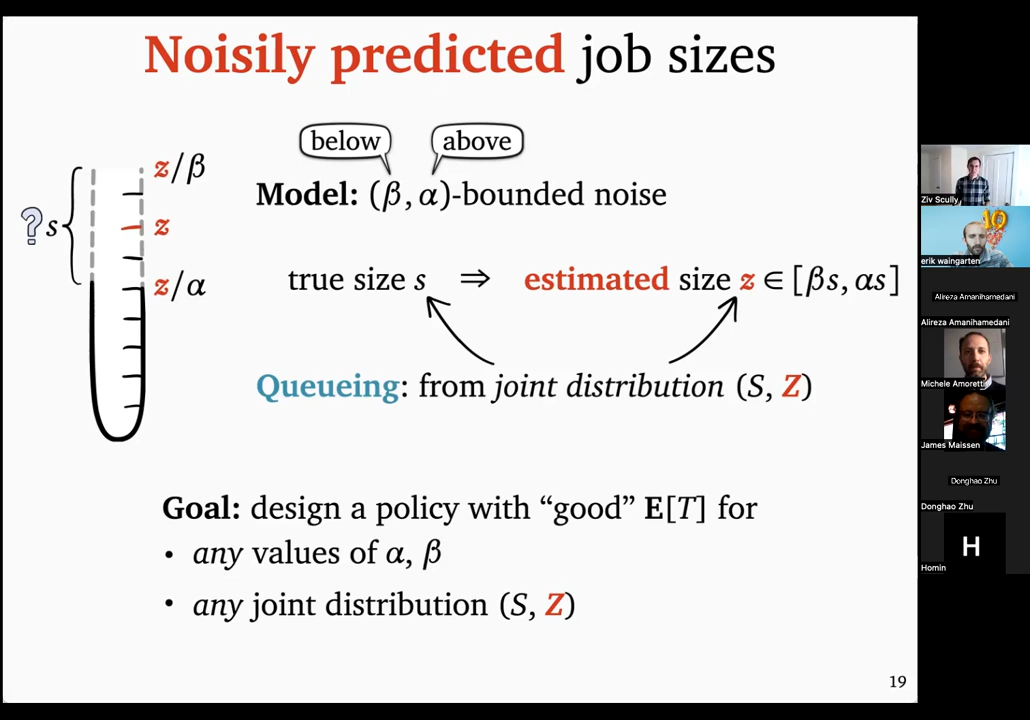 Noisily predicted job sizes
below above
Model: (β, α)-bounded noise
z/β
? s z
z/α
true size s ⇒ estimated size z ∈ [βs, αs]
Queueing: from joint distribution (S, Z)
Goal: design a policy with “good” E[T] for
• any values of α, β
• any joint distribution (S, Z)
19
Ziv Scully
10
erik waingarten
Alireza Amanihamedani
Alireza Amanihamedani
Michele Amorett
James Maissen
Donghao Zhu
Donghao Zhu
H
Homin